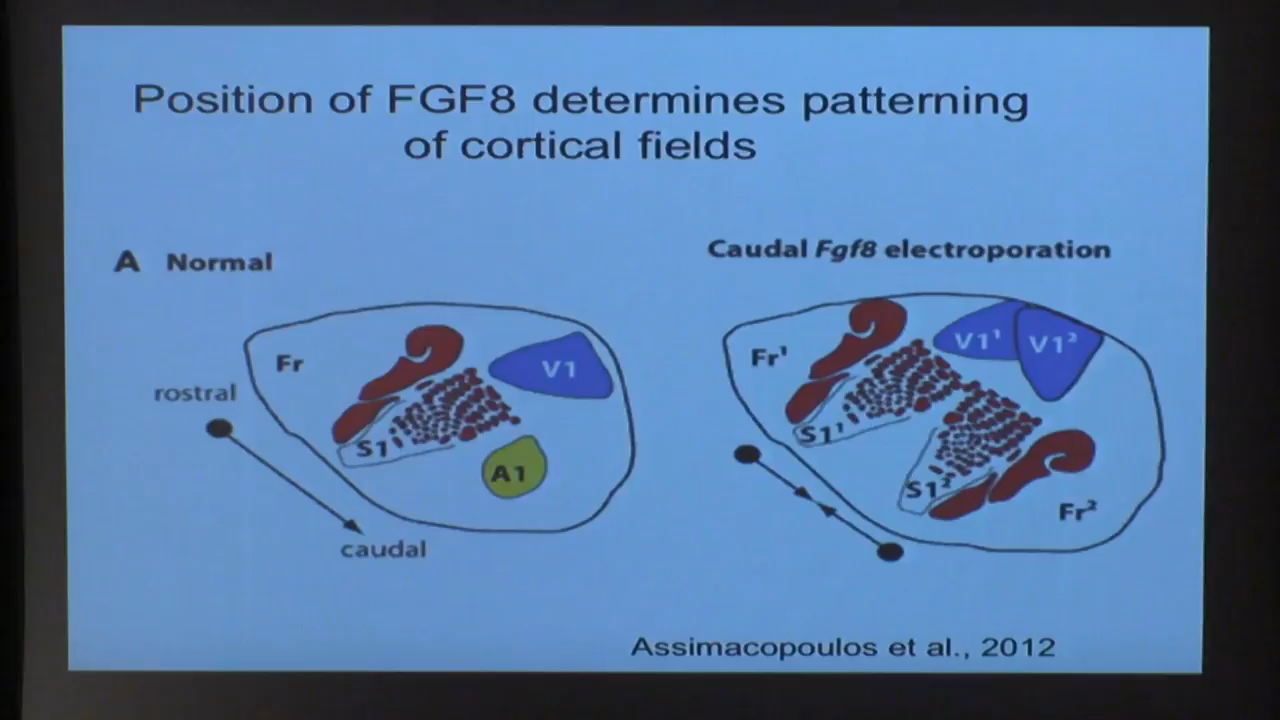 Position of FGF8 determines patterning
of cortical fields
A Normal
Caudal Fgf8 electroporation
Fr
V1
S1
A1
rostral
caudal
Fr¹
V1¹
V1²
S1¹
S1²
Fr²
Assimacopoulos et al., 2012